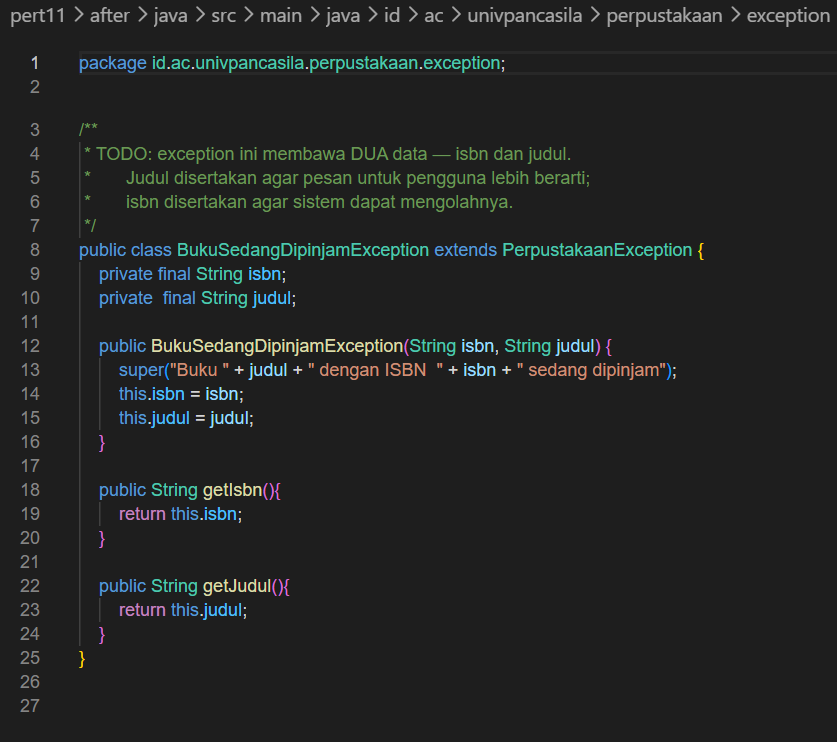 pert11 > after > java > src > main > java > id > ac > univpancasila > perpustakaan > exception
1 package id.ac.univpancasila.perpustakaan.exception;
2
3 /**
4  * TODO: exception ini membawa DUA data — isbn dan judul.
5  *       Judul disertakan agar pesan untuk pengguna lebih berarti;
6  *       isbn disertakan agar sistem dapat mengolahnya.
7  */
8 public class BukuSedangDipinjamException extends PerpustakaanException {
9     private final String isbn;
10     private  final String judul;
11
12     public BukuSedangDipinjamException(String isbn, String judul) {
13         super("Buku " + judul + " dengan ISBN  " + isbn + " sedang dipinjam");
14         this.isbn = isbn;
15         this.judul = judul;
16     }
17
18     public String getIsbn(){
19         return this.isbn;
20     }
21
22     public String getJudul(){
23         return this.judul;
24     }
25 }
26
27